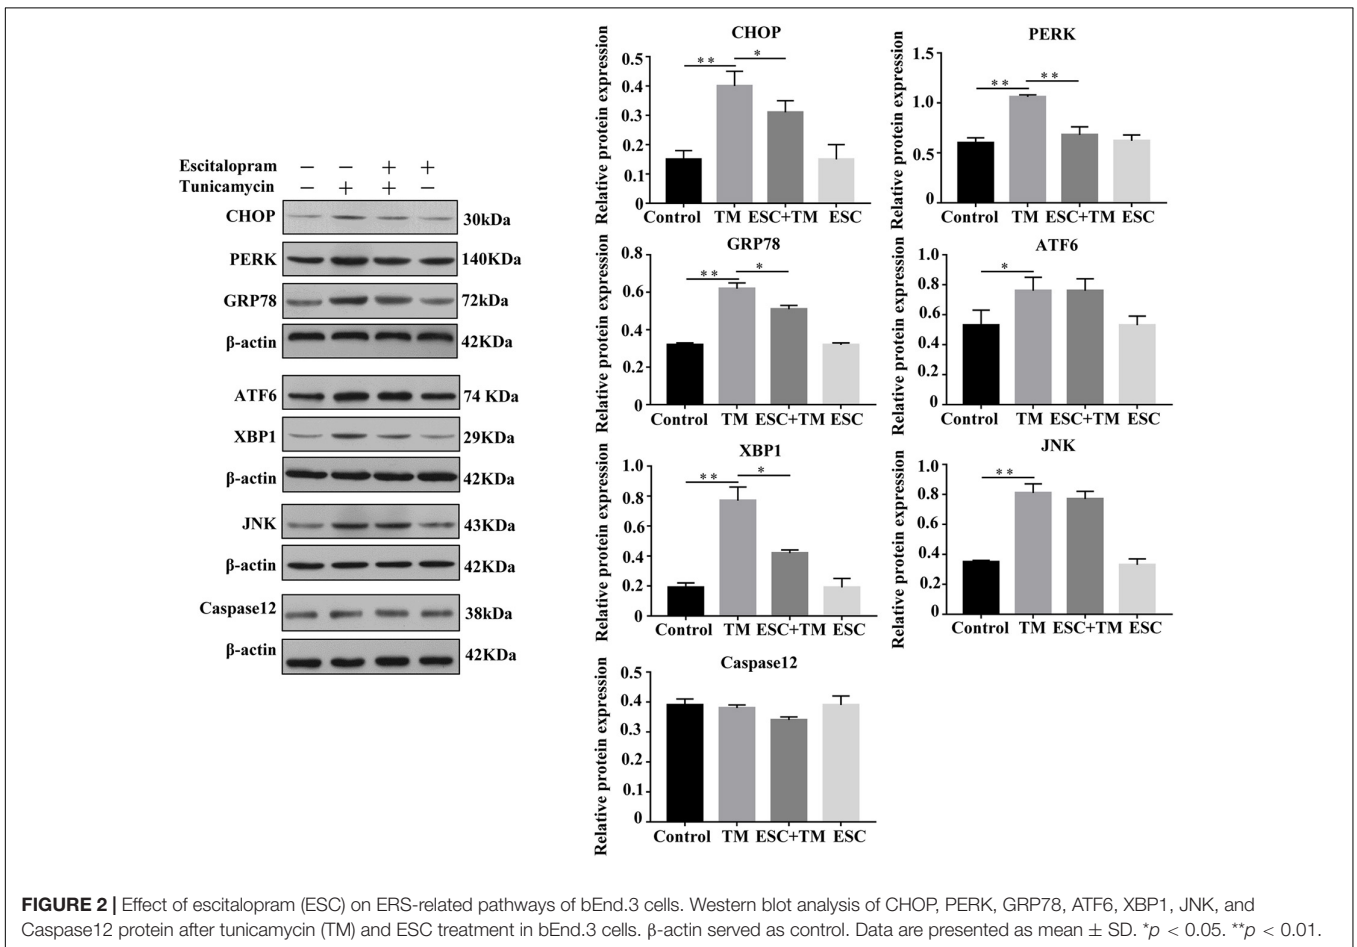 Escitalopram − − + +
Tunicamycin − + + −
CHOP 30kDa
PERK 140KDa
GRP78 72kDa
β-actin 42KDa
ATF6 74 KDa
XBP1 29KDa
β-actin 42KDa
JNK 43KDa
β-actin 42KDa
Caspase12 38kDa
β-actin 42KDa
CHOP
Relative protein expression
0.5
0.4
0.3
0.2
0.1
0
** *
Control TM ESC+TM ESC
PERK
Relative protein expression
1.5
1.0
0.5
0
** **
Control TM ESC+TM ESC
GRP78
Relative protein expression
0.8
0.6
0.4
0.2
0
** *
Control TM ESC+TM ESC
ATF6
Relative protein expression
1.0
0.8
0.6
0.4
0.2
0
*
Control TM ESC+TM ESC
XBP1
Relative protein expression
1.0
0.8
0.6
0.4
0.2
0
** *
Control TM ESC+TM ESC
JNK
Relative protein expression
1.0
0.8
0.6
0.4
0.2
0
**
Control TM ESC+TM ESC
Caspase12
Relative protein expression
0.5
0.4
0.3
0.2
0.1
0
Control TM ESC+TM ESC
FIGURE 2 | Effect of escitalopram (ESC) on ERS-related pathways of bEnd.3 cells. Western blot analysis of CHOP, PERK, GRP78, ATF6, XBP1, JNK, and
Caspase12 protein after tunicamycin (TM) and ESC treatment in bEnd.3 cells. β-actin served as control. Data are presented as mean ± SD. *p < 0.05. **p < 0.01.